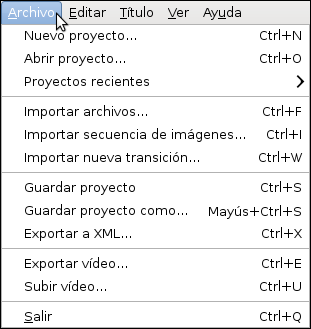 Archivo Editar Título Ver Ayuda
Nuevo proyecto... Ctrl+N
Abrir proyecto... Ctrl+O
Proyectos recientes
Importar archivos... Ctrl+F
Importar secuencia de imágenes... Ctrl+I
Importar nueva transición... Ctrl+W
Guardar proyecto Ctrl+S
Guardar proyecto como... Mayús+Ctrl+S
Exportar a XML... Ctrl+X
Exportar vídeo... Ctrl+E
Subir vídeo... Ctrl+U
Salir Ctrl+Q